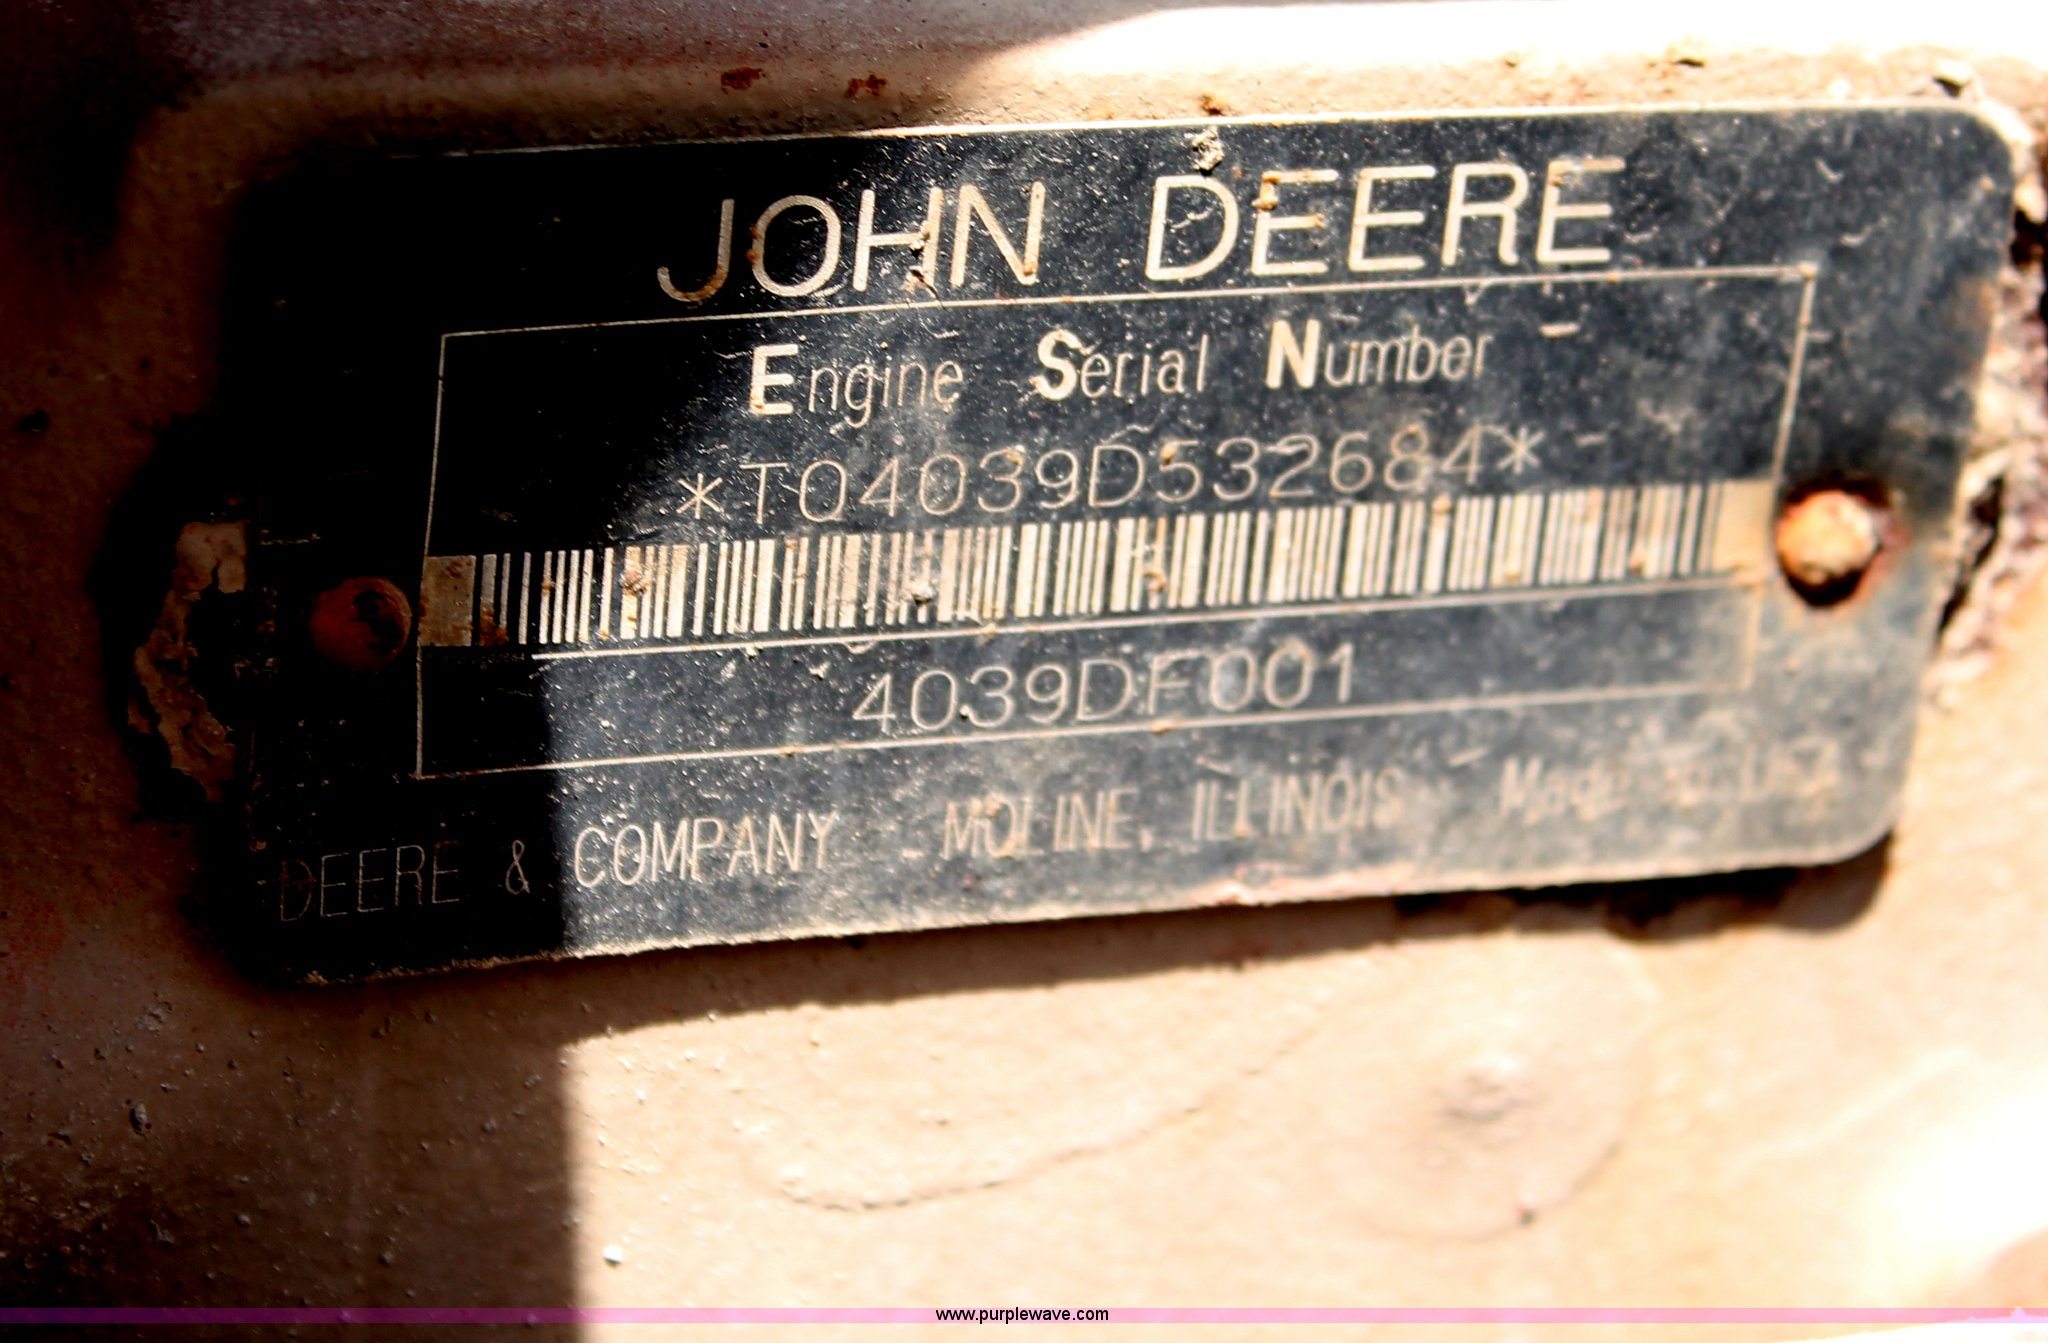 JOHN DEERE
Engine Serial Number
*T04039D532684*
4039DF001
DEERE & COMPANY MOLINE, ILLINOIS Made in USA
www.purplewave.com